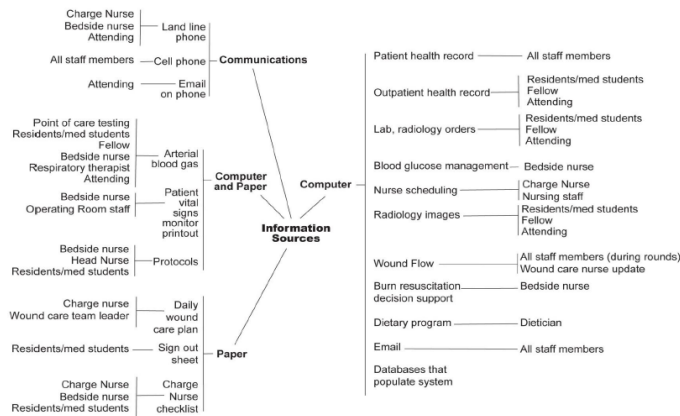 Charge Nurse
Bedside nurse
Attending
Land line
phone
All staff members
Cell phone
Communications
Attending
Email
on phone
Point of care testing
Residents/med students
Fellow
Bedside nurse
Respiratory therapist
Attending
Arterial
blood gas
Computer
and Paper
Bedside nurse
Operating Room staff
Patient
vital
signs
monitor
printout
Bedside nurse
Head Nurse
Residents/med students
Protocols
Information
Sources
Charge nurse
Wound care team leader
Daily
wound
care plan
Residents/med students
Sign out
sheet
Paper
Charge Nurse
Bedside nurse
Residents/med students
Charge
Nurse
checklist
Computer
Patient health record
All staff members
Outpatient health record
Residents/med students
Fellow
Attending
Lab, radiology orders
Residents/med students
Fellow
Attending
Blood glucose management
Bedside nurse
Nurse scheduling
Charge Nurse
Nursing staff
Radiology images
Residents/med students
Fellow
Attending
Wound Flow
All staff members (during rounds)
Wound care nurse update
Burn resuscitation
decision support
Bedside nurse
Dietary program
Dietician
Email
All staff members
Databases that
populate system